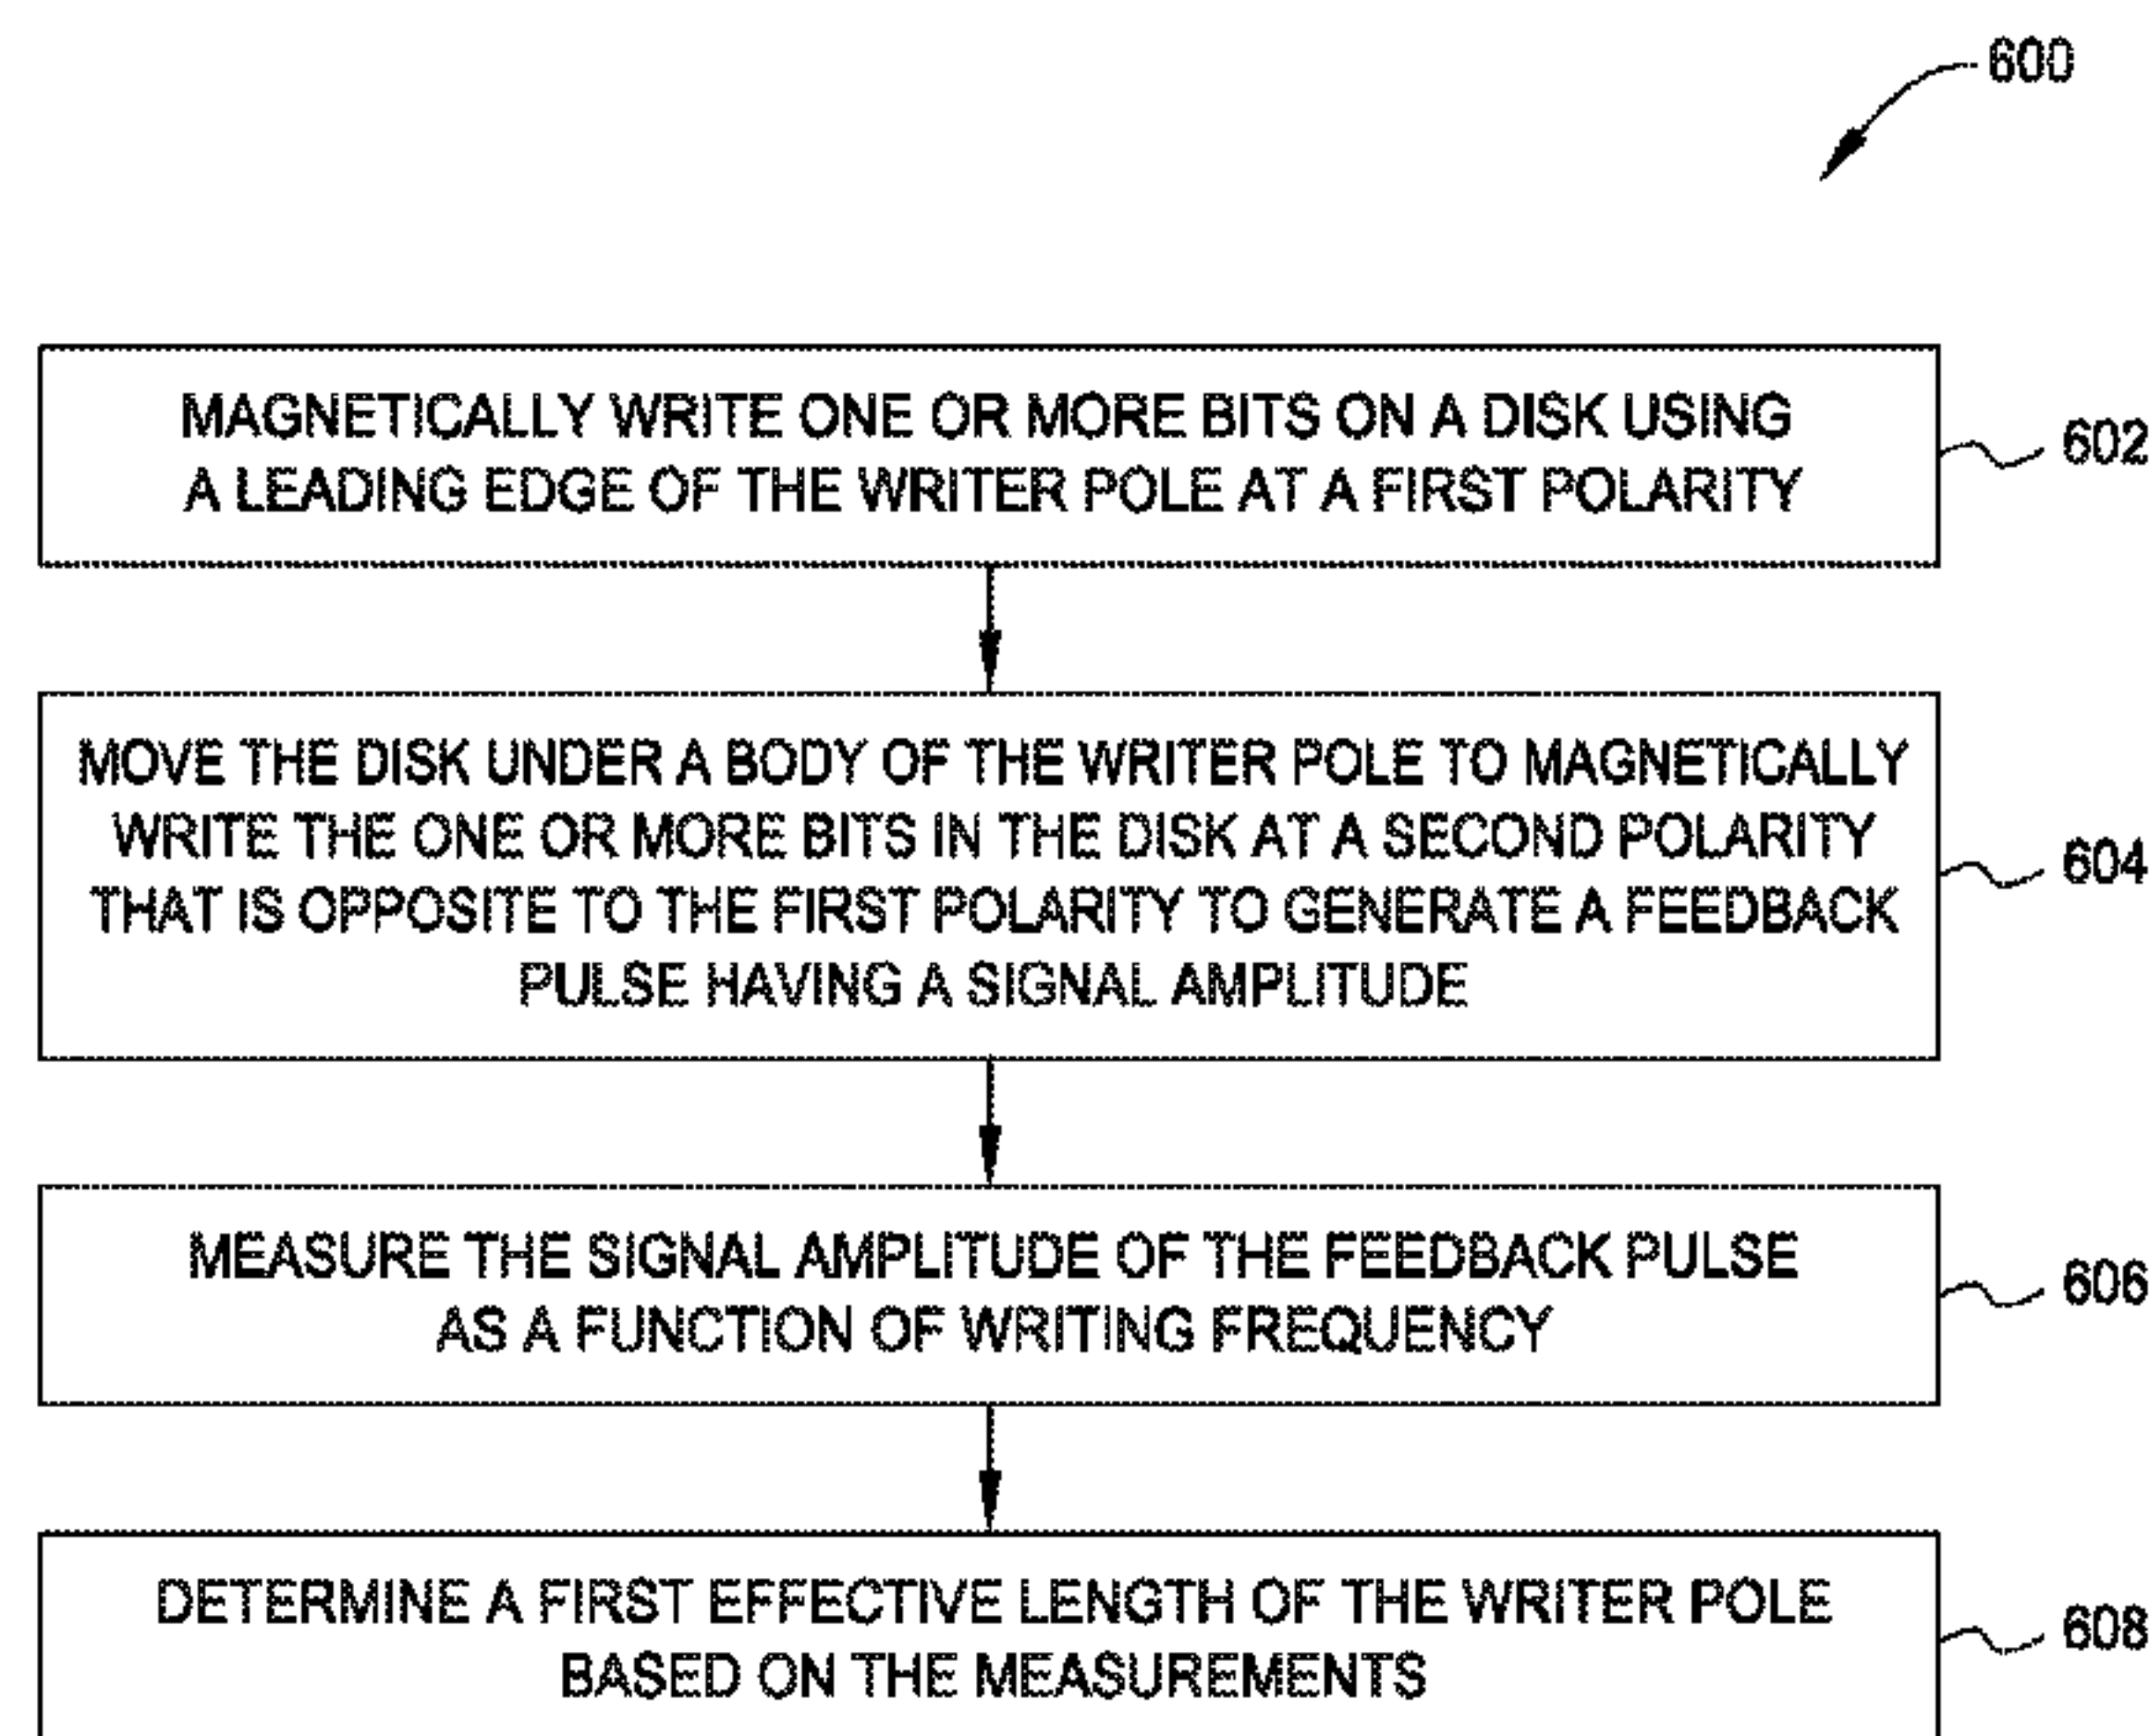 600
MAGNETICALLY WRITE ONE OR MORE BITS ON A DISK USING
A LEADING EDGE OF THE WRITER POLE AT A FIRST POLARITY
602
MOVE THE DISK UNDER A BODY OF THE WRITER POLE TO MAGNETICALLY
WRITE THE ONE OR MORE BITS IN THE DISK AT A SECOND POLARITY
THAT IS OPPOSITE TO THE FIRST POLARITY TO GENERATE A FEEDBACK
PULSE HAVING A SIGNAL AMPLITUDE
604
MEASURE THE SIGNAL AMPLITUDE OF THE FEEDBACK PULSE
AS A FUNCTION OF WRITING FREQUENCY
606
DETERMINE A FIRST EFFECTIVE LENGTH OF THE WRITER POLE
BASED ON THE MEASUREMENTS
608